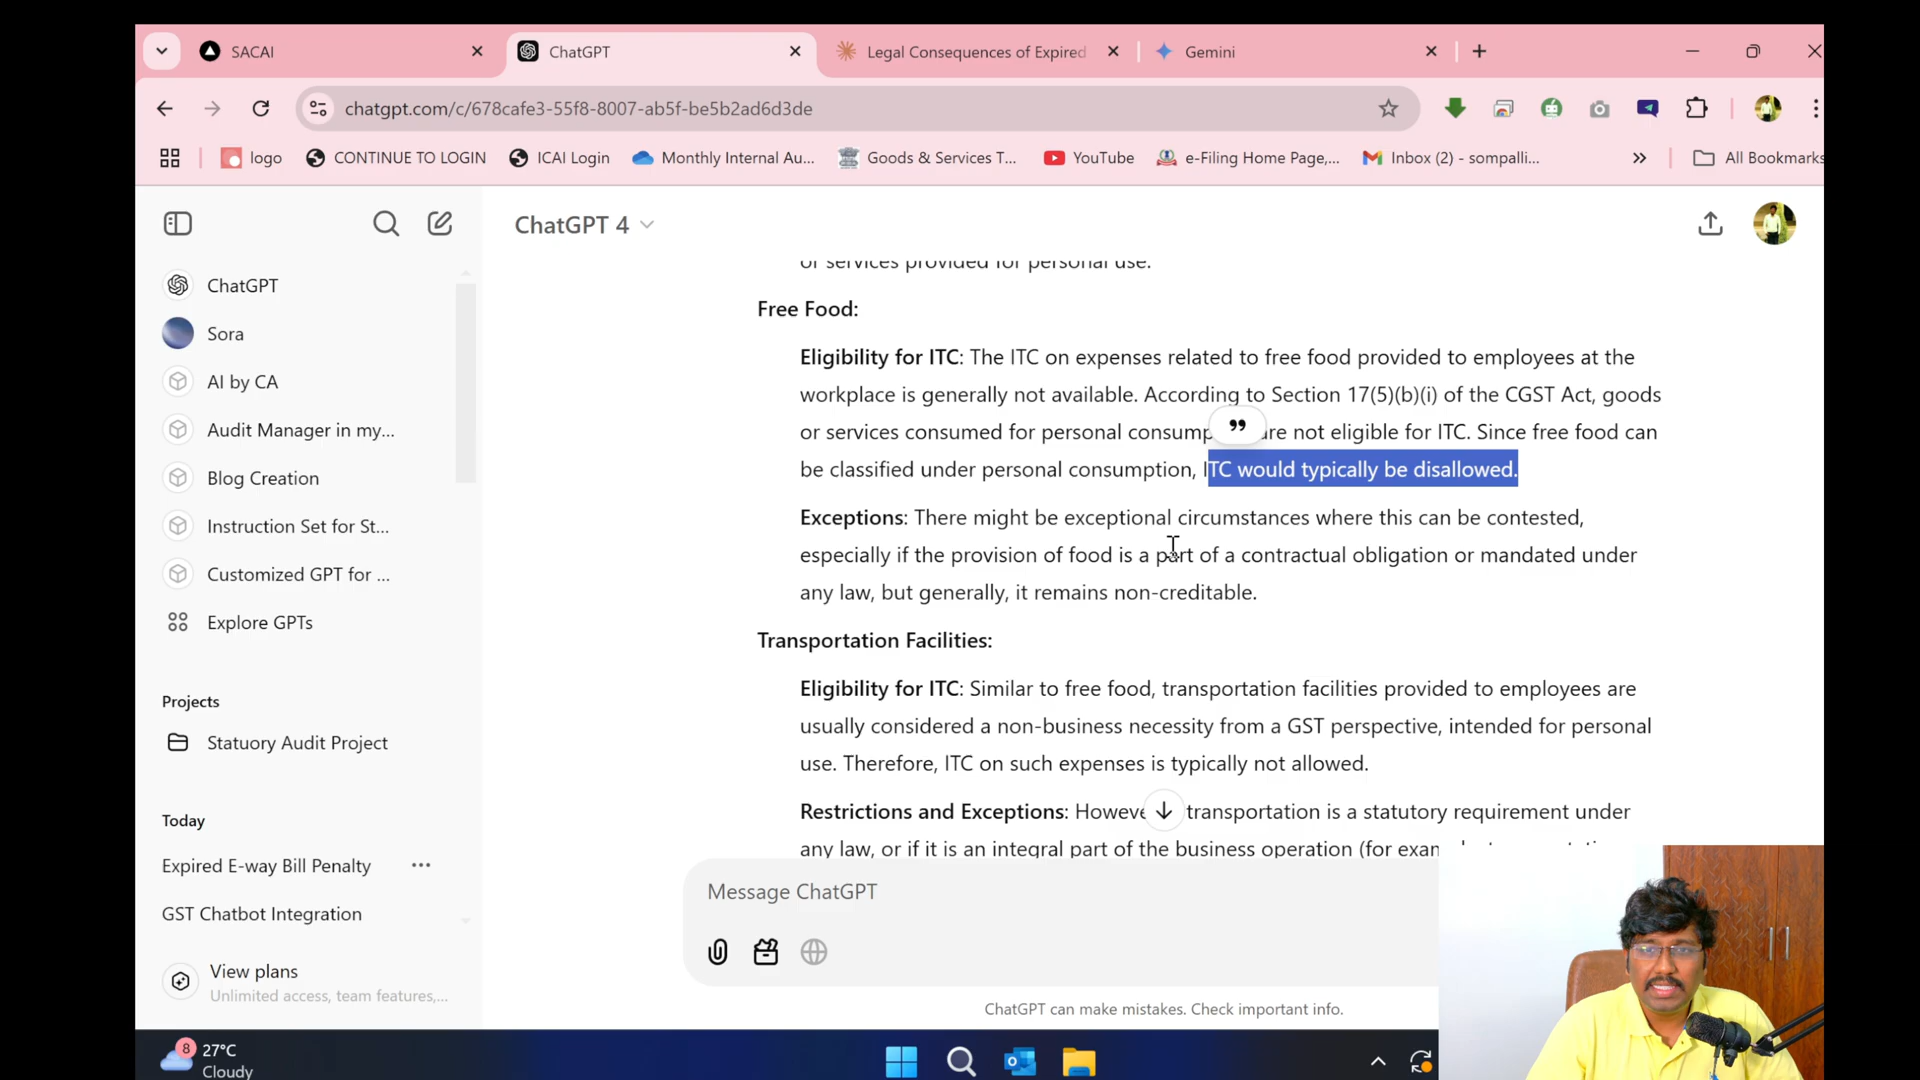 SACAI
ChatGPT
Legal Consequences of Expired
Gemini
chatgpt.com/c/678cafe3-55f8-8007-ab5f-be5b2ad6d3de
logo
CONTINUE TO LOGIN
ICAI Login
Monthly Internal Au...
Goods & Services T...
YouTube
e-Filing Home Page,...
Inbox (2) - sompalli...
All Bookmarks
ChatGPT 4
ChatGPT
Sora
AI by CA
Audit Manager in my...
Blog Creation
Instruction Set for St...
Customized GPT for ...
Explore GPTs
Projects
Statuory Audit Project
Today
Expired E-way Bill Penalty
GST Chatbot Integration
View plans
Unlimited access, team features,...
or services provided for personal use.
Free Food:
Eligibility for ITC: The ITC on expenses related to free food provided to employees at the
workplace is generally not available. According to Section 17(5)(b)(i) of the CGST Act, goods
or services consumed for personal consump are not eligible for ITC. Since free food can
be classified under personal consumption, ITC would typically be disallowed.
Exceptions: There might be exceptional circumstances where this can be contested,
especially if the provision of food is a part of a contractual obligation or mandated under
any law, but generally, it remains non-creditable.
Transportation Facilities:
Eligibility for ITC: Similar to free food, transportation facilities provided to employees are
usually considered a non-business necessity from a GST perspective, intended for personal
use. Therefore, ITC on such expenses is typically not allowed.
Restrictions and Exceptions: Howeve transportation is a statutory requirement under
any law, or if it is an integral part of the business operation (for
Message ChatGPT
ChatGPT can make mistakes. Check important info.
8
27°C
Cloudy